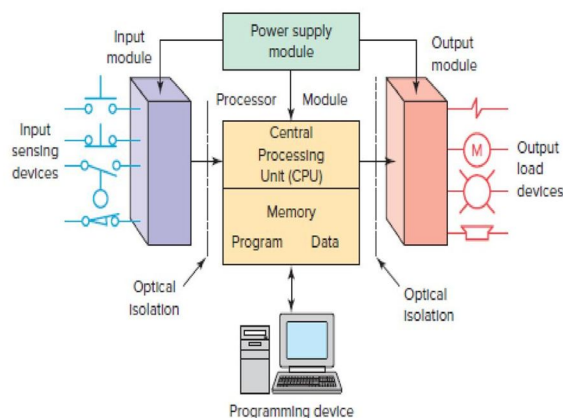 Power supply
module
Input
module
Output
module
Processor
Module
Central
Processing
Unit (CPU)
Memory
Program
Data
Input
sensing
devices
M
Output
load
devices
Optical
isolation
Optical
isolation
Programming device